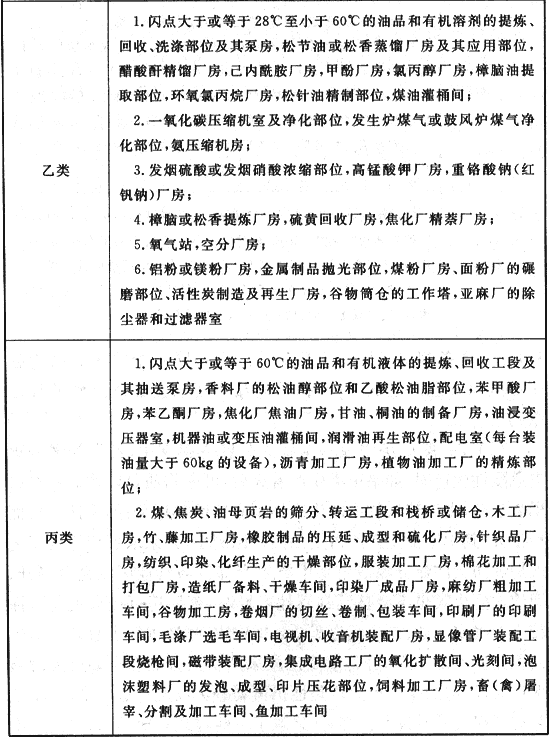 乙类
1.闪点大于或等于28℃至小于60℃的油品和有机溶剂的提炼、
回收、洗涤部位及其泵房,松节油或松香蒸馏厂房及其应用部位,
醋酸酐精馏厂房,己内酰胺厂房,甲酚厂房,氯丙醇厂房,樟脑油提
取部位,环氧氯丙烷厂房,松针油精制部位,煤油灌桶间;
2.一氧化碳压缩机室及净化部位,发生炉煤气或鼓风炉煤气净
化部位,氨压缩机房;
3.发烟硫酸或发烟硝酸浓缩部位,高锰酸钾厂房,重铬酸钠(红
钒钠)厂房;
4.樟脑或松香提炼厂房,硫黄回收厂房,焦化厂精萘厂房;
5.氧气站,空分厂房;
6.铝粉或镁粉厂房,金属制品抛光部位,煤粉厂房、面粉厂的碾
磨部位、活性炭制造及再生厂房,谷物筒仓的工作塔,亚麻厂的除
尘器和过滤器室
丙类
1.闪点大于或等于60℃的油品和有机液体的提炼、回收工段及
其抽送泵房,香料厂的松油醇部位和乙酸松油脂部位,苯甲酸厂
房,苯乙酮厂房,焦化厂焦油厂房,甘油、桐油的制备厂房,油浸变
压器室,机器油或变压油灌桶间,润滑油再生部位,配电室(每台装
油量大于60kg的设备),沥青加工厂房,植物油加工厂的精炼部
位;
2.煤、焦炭、油母页岩的筛分、转运工段和栈桥或储仓,木工厂
房,竹、藤加工厂房,橡胶制品的压延、成型和硫化厂房,针织品厂
房,纺织、印染、化纤生产的干燥部位,服装加工厂房,棉花加工和
打包厂房,造纸厂备料、干燥车间,印染厂成品厂房,麻纺厂粗加工
车间,谷物加工房,卷烟厂的切丝、卷制、包装车间,印刷厂的印刷
车间,毛涤厂选毛车间,电视机、收音机装配厂房,显像管厂装配工
段烧枪间,磁带装配厂房,集成电路工厂的氧化扩散间、光刻间,泡
沫塑料厂的发泡、成型、印片压花部位,饲料加工厂房,畜(禽)屠
宰、分割及加工车间、鱼加工车间